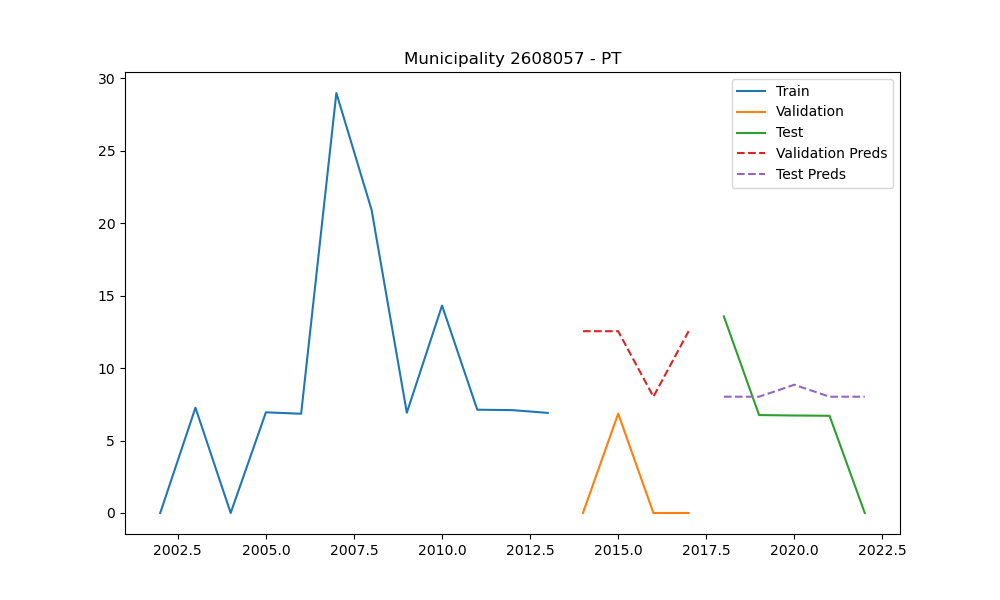 Municipality 2608057 - PT
30
25
20
15
10
5
0
2002.5 2005.0 2007.5 2010.0 2012.5 2015.0 2017.5 2020.0 2022.5
Train
Validation
Test
Validation Preds
Test Preds